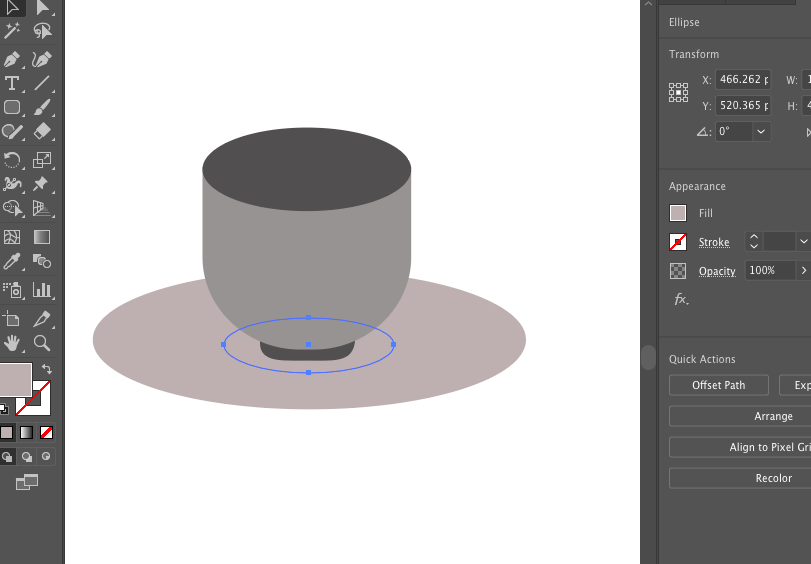 Ellipse
Transform
X: 466.262 p W: 1
Y: 520.365 p H: 4
0°
Appearance
Fill
Stroke
Opacity 100%
fx.
Quick Actions
Offset Path Exp
Arrange
Align to Pixel Gri
Recolor